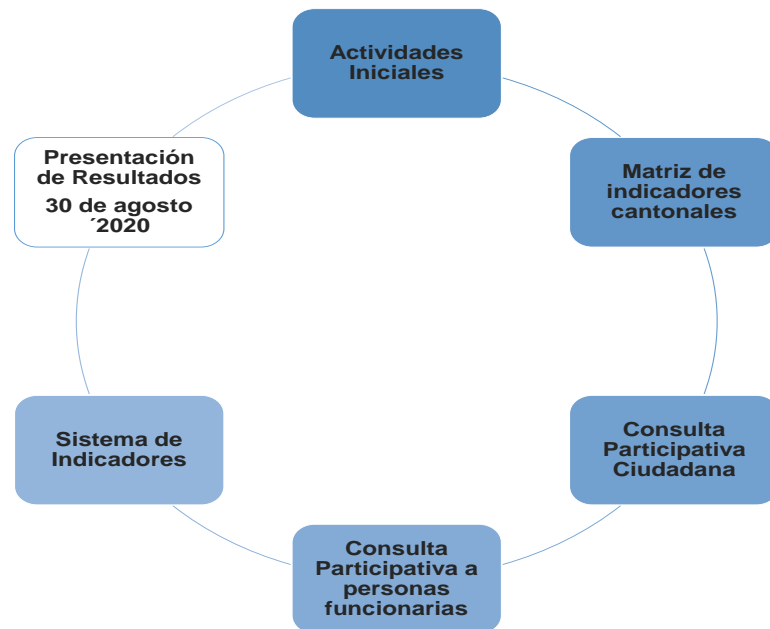 Actividades
Iniciales
Matriz de
indicadores
cantonales
Consulta
Participativa
Ciudadana
Consulta
Participativa a
personas
funcionarias
Sistema de
Indicadores
Presentación
de Resultados
30 de agosto
´2020